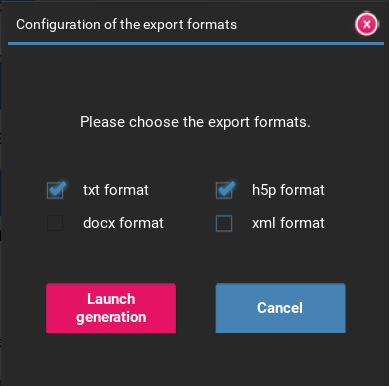 Configuration of the export formats
Please choose the export formats.
txt format
h5p format
docx format
xml format
Launch
generation
Cancel